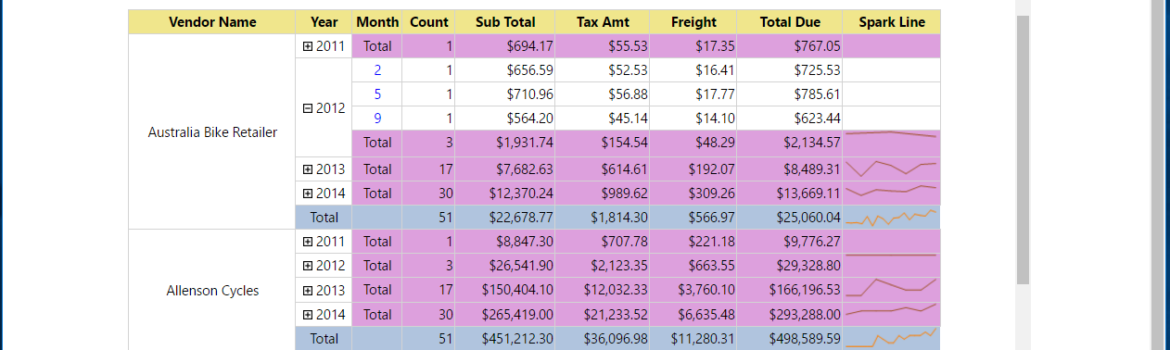 Vendor Name Year Month Count Sub Total Tax Amt Freight Total Due Spark Line
2011 Total 1 $694.17 $55.53 $17.35 $767.05
2 1 $656.59 $52.53 $16.41 $725.53
5 1 $710.96 $56.88 $17.77 $785.61
2012
9 1 $564.20 $45.14 $14.10 $623.44
Australia Bike Retailer
Total 3 $1,931.74 $154.54 $48.29 $2,134.57
2013 Total 17 $7,682.63 $614.61 $192.07 $8,489.31
2014 Total 30 $12,370.24 $989.62 $309.26 $13,669.11
Total 51 $22,678.77 $1,814.30 $566.97 $25,060.04
2011 Total 1 $8,847.30 $707.78 $221.18 $9,776.27
2012 Total 3 $26,541.90 $2,123.35 $663.55 $29,328.80
Allenson Cycles 2013 Total 17 $150,404.10 $12,032.33 $3,760.10 $166,196.53
2014 Total 30 $265,419.00 $21,233.52 $6,635.48 $293,288.00
Total 51 $451,212.30 $36,096.98 $11,280.31 $498,589.59